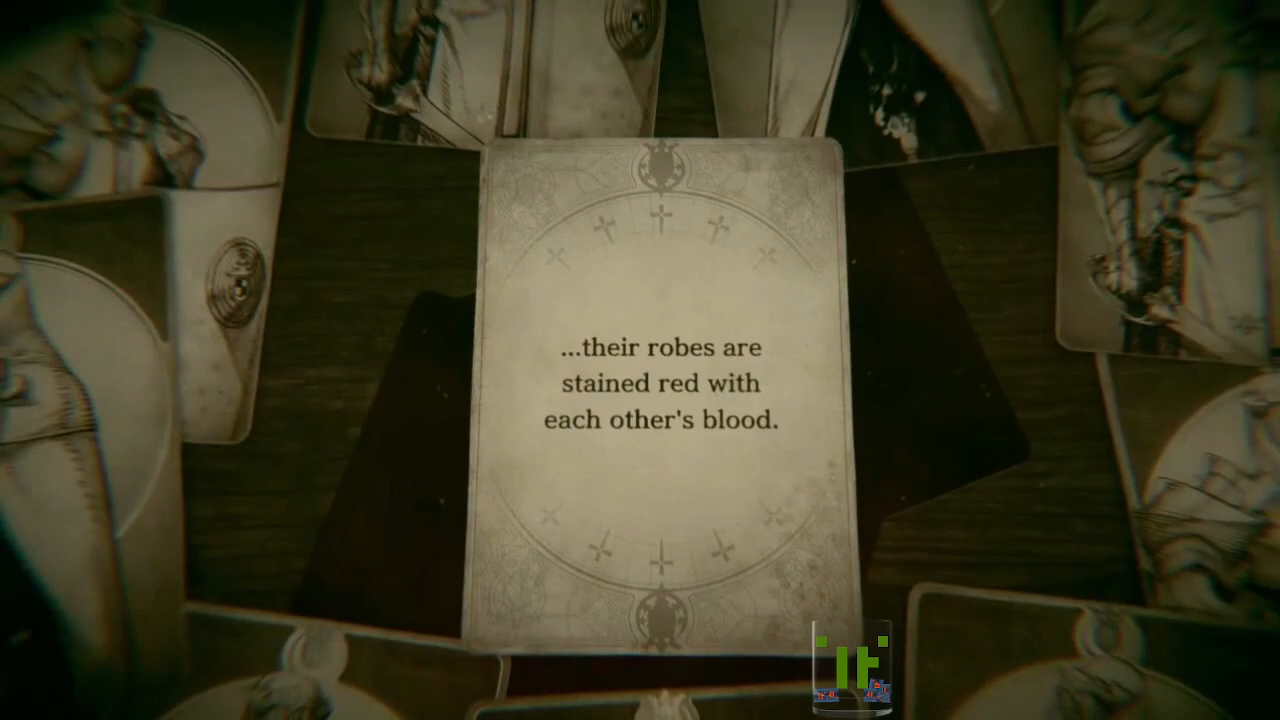 ...their robes are
stained red with
each other's blood.